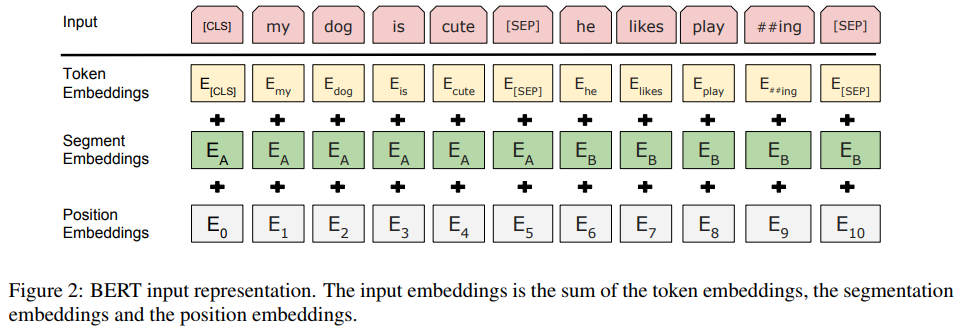 Input [CLS] my dog is cute [SEP] he likes play ##ing [SEP]
Token
Embeddings
E[CLS] Emy Edog Eis Ecute E[SEP] Ehe Elikes Eplay E##ing E[SEP]
+ + + + + + + + + + +
Segment
Embeddings
EA EA EA EA EA EA EB EB EB EB EB
+ + + + + + + + + + +
Position
Embeddings
E0 E1 E2 E3 E4 E5 E6 E7 E8 E9 E10
Figure 2: BERT input representation. The input embeddings is the sum of the token embeddings, the segmentation
embeddings and the position embeddings.